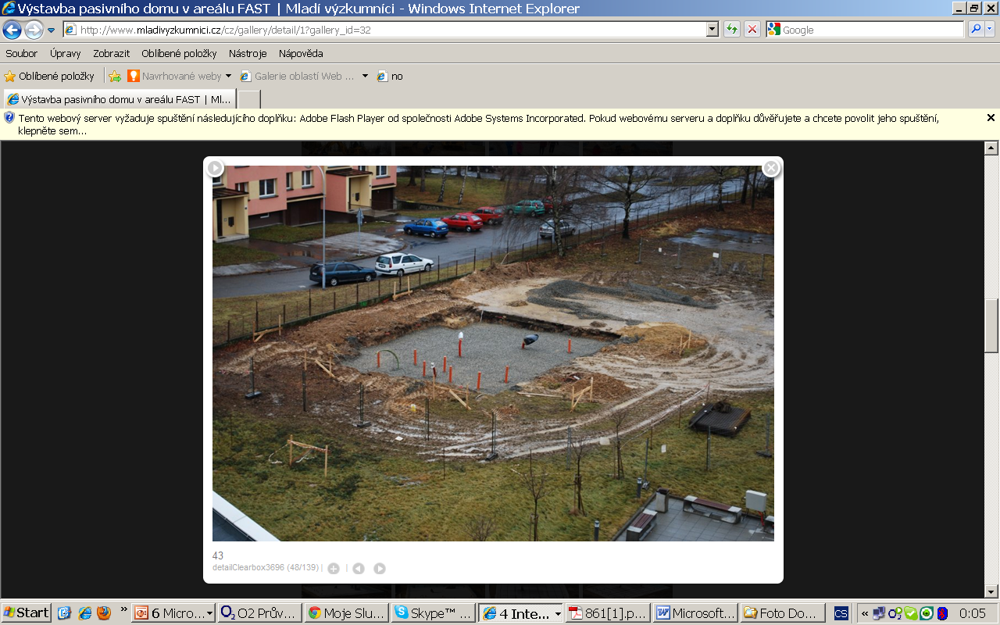 Výstavba pasivního domu v areálu FAST | Mladí výzkumníci - Windows Internet Explorer
http://www.mladivyzkumnici.cz/cz/gallery/detail/1?gallery_id=32
Google
Soubor Úpravy Zobrazit Oblíbené položky Nástroje Nápověda
Oblíbené položky Navrhované weby Galerie oblastí Web ... no
Výstavba pasivního domu v areálu FAST | Ml...
Tento webový server vyžaduje spuštění následujícího doplňku: Adobe Flash Player od společnosti Adobe Systems Incorporated. Pokud webovému serveru a doplňku důvěřujete a chcete povolit jeho spuštění,
klepněte sem...
43
detailClearbox3696 (48/139) | |
Start » 6 Micro... O2 Prův... Moje Slu... Skype™ ... 4 Inte... 861[1].p... Microsoft... Foto Do... CS « 0:05